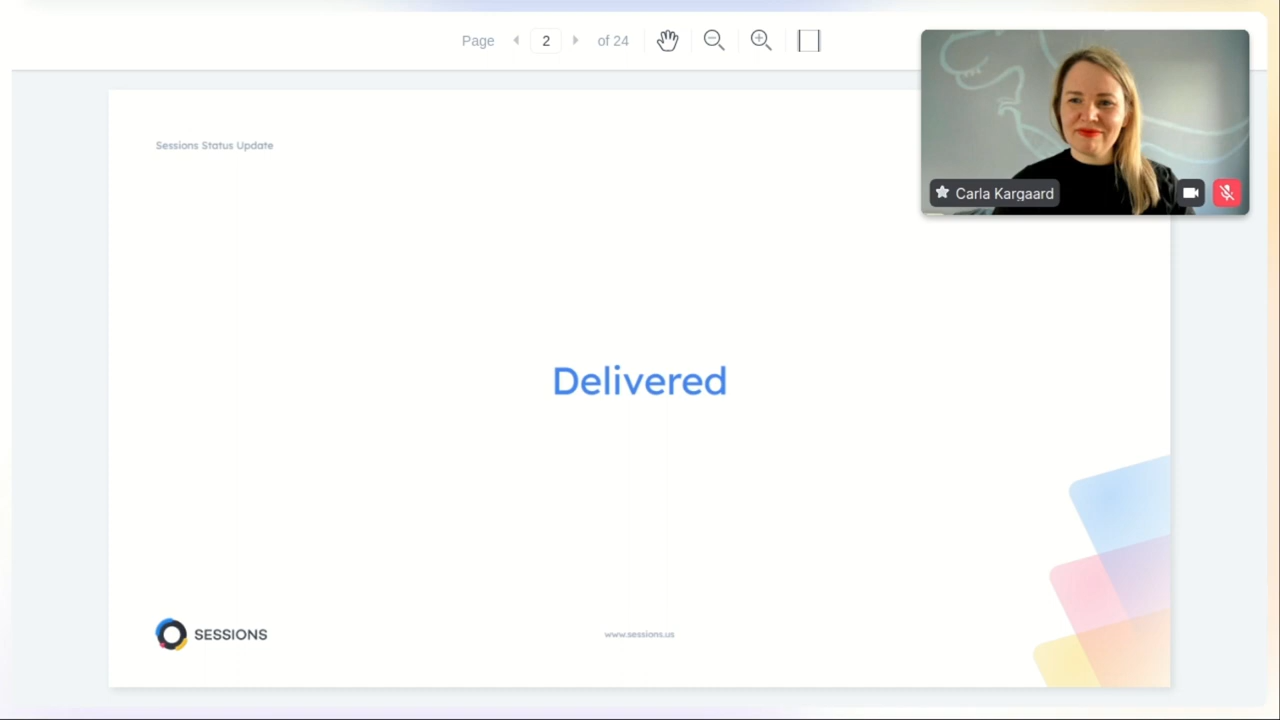 Page 2 of 24
Carla Kargaard
Sessions Status Update
Delivered
SESSIONS
www.sessions.us